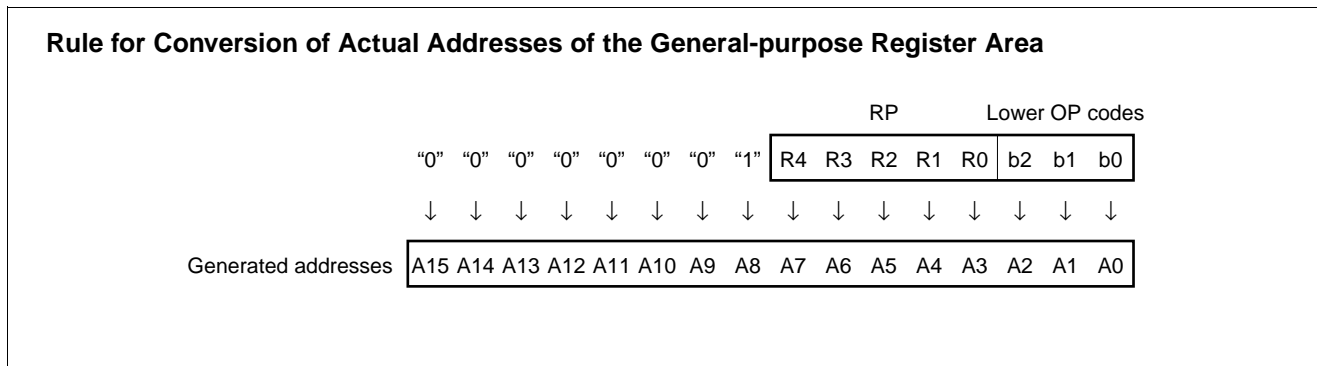 Rule for Conversion of Actual Addresses of the General-purpose Register Area
RP Lower OP codes
“0” “0” “0” “0” “0” “0” “0” “1” R4 R3 R2 R1 R0 b2 b1 b0
↓ ↓ ↓ ↓ ↓ ↓ ↓ ↓ ↓ ↓ ↓ ↓ ↓ ↓ ↓ ↓
Generated addresses A15 A14 A13 A12 A11 A10 A9 A8 A7 A6 A5 A4 A3 A2 A1 A0